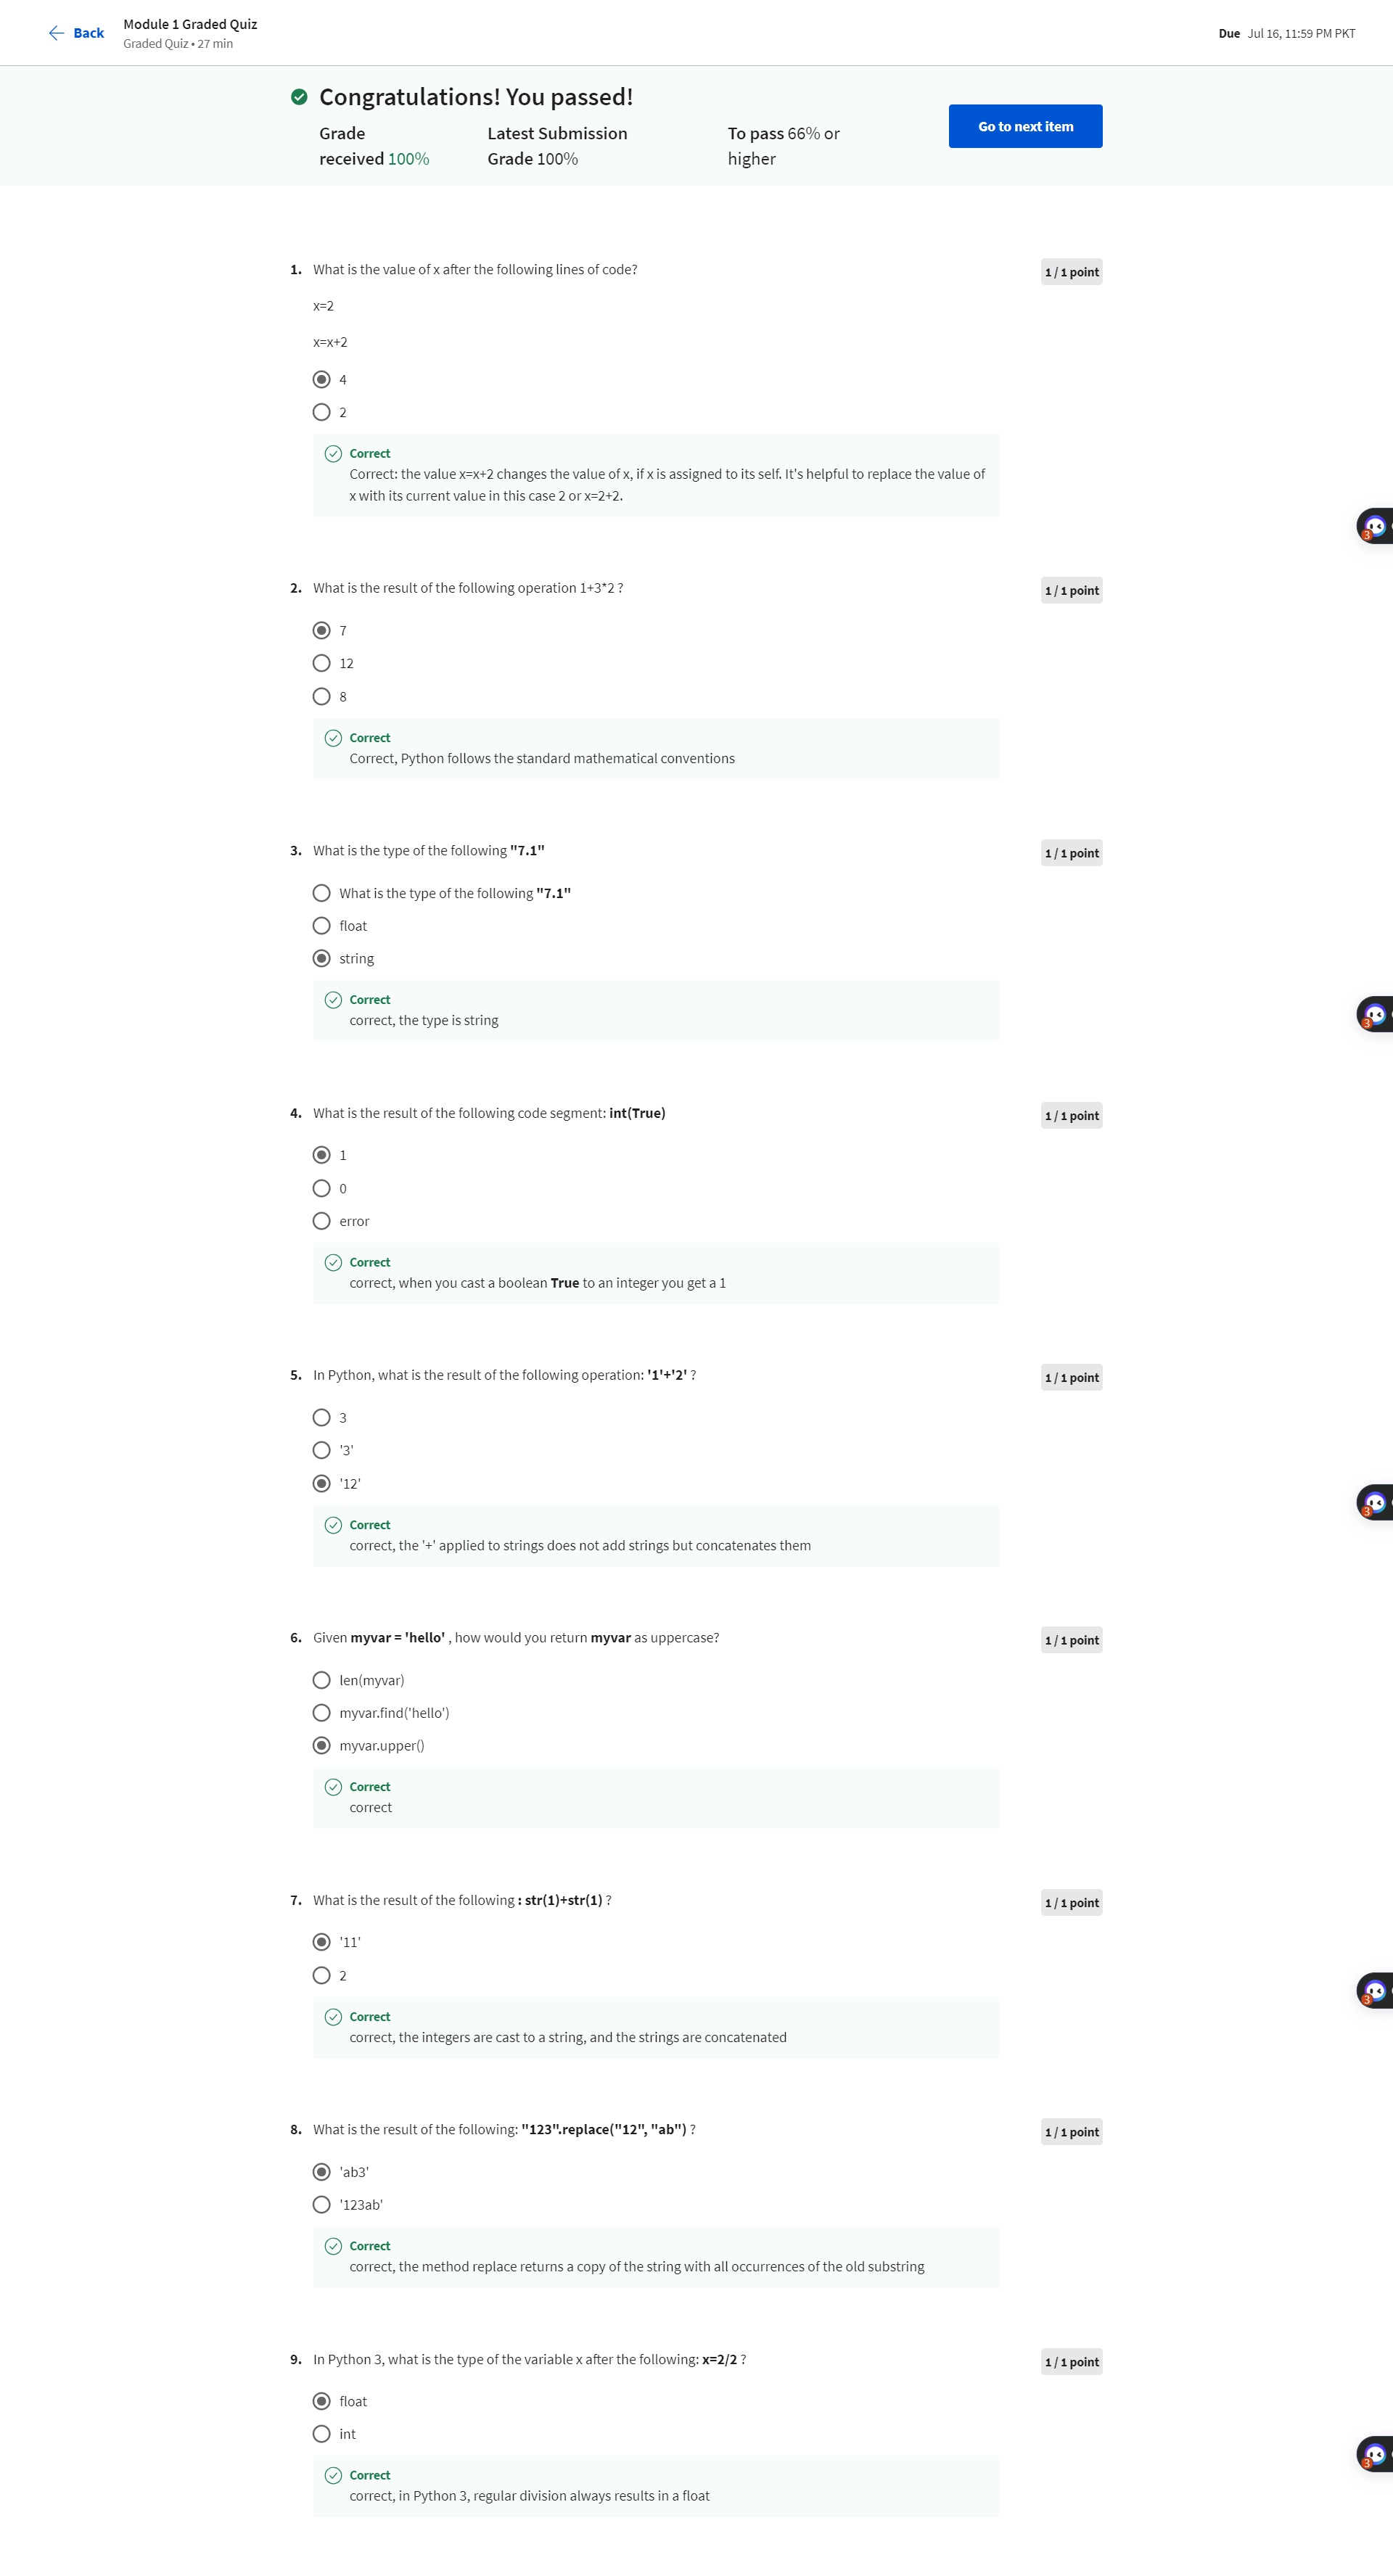 Back
Module 1 Graded Quiz
Graded Quiz • 27 min
Due Jul 16, 11:59 PM PKT
Congratulations! You passed!
Grade
received 100%
Latest Submission
Grade 100%
To pass 66% or
higher
Go to next item
1. What is the value of x after the following lines of code?
1 / 1 point
x=2
x=x+2
4
2
Correct
Correct: the value x=x+2 changes the value of x, if x is assigned to its self. It's helpful to replace the value of
x with its current value in this case 2 or x=2+2.
3
2. What is the result of the following operation 1+3*2 ?
1 / 1 point
7
12
8
Correct
Correct, Python follows the standard mathematical conventions
3. What is the type of the following "7.1"
1 / 1 point
What is the type of the following "7.1"
float
string
Correct
correct, the type is string
3
4. What is the result of the following code segment: int(True)
1 / 1 point
1
0
error
Correct
correct, when you cast a boolean True to an integer you get a 1
5. In Python, what is the result of the following operation: '1'+'2' ?
1 / 1 point
3
'3'
'12'
3
Correct
correct, the '+' applied to strings does not add strings but concatenates them
6. Given myvar = 'hello' , how would you return myvar as uppercase?
1 / 1 point
len(myvar)
myvar.find('hello')
myvar.upper()
Correct
correct
7. What is the result of the following : str(1)+str(1) ?
1 / 1 point
'11'
2
3
Correct
correct, the integers are cast to a string, and the strings are concatenated
8. What is the result of the following: "123".replace("12", "ab") ?
1 / 1 point
'ab3'
'123ab'
Correct
correct, the method replace returns a copy of the string with all occurrences of the old substring
9. In Python 3, what is the type of the variable x after the following: x=2/2 ?
1 / 1 point
float
int
3
Correct
correct, in Python 3, regular division always results in a float